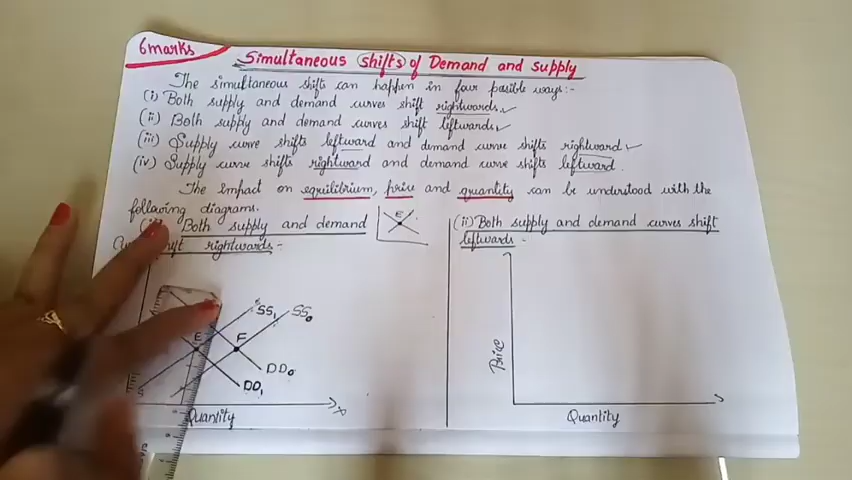 6marks
Simultaneous shifts of Demand and supply
The simultaneous shift can happen in four posible ways:-
(i) Both supply and demand curves shift rightwards.
(ii) Both supply and demand curves shift leftwards
(iii) Supply curve shifts leftward and demand curve shifts rightward
(iv) Supply curve shifts rightward and demand curve shifts leftward.
The impact on equilibrium, price and quantity can be understood with the
following diagrams.
Both supply and demand
shift rightwards:-
E
(ii) Both supply and demand curves shift
leftwards-
SS1
SS0
E
F
DD0
DD1
Quantity
X
Price
Quantity